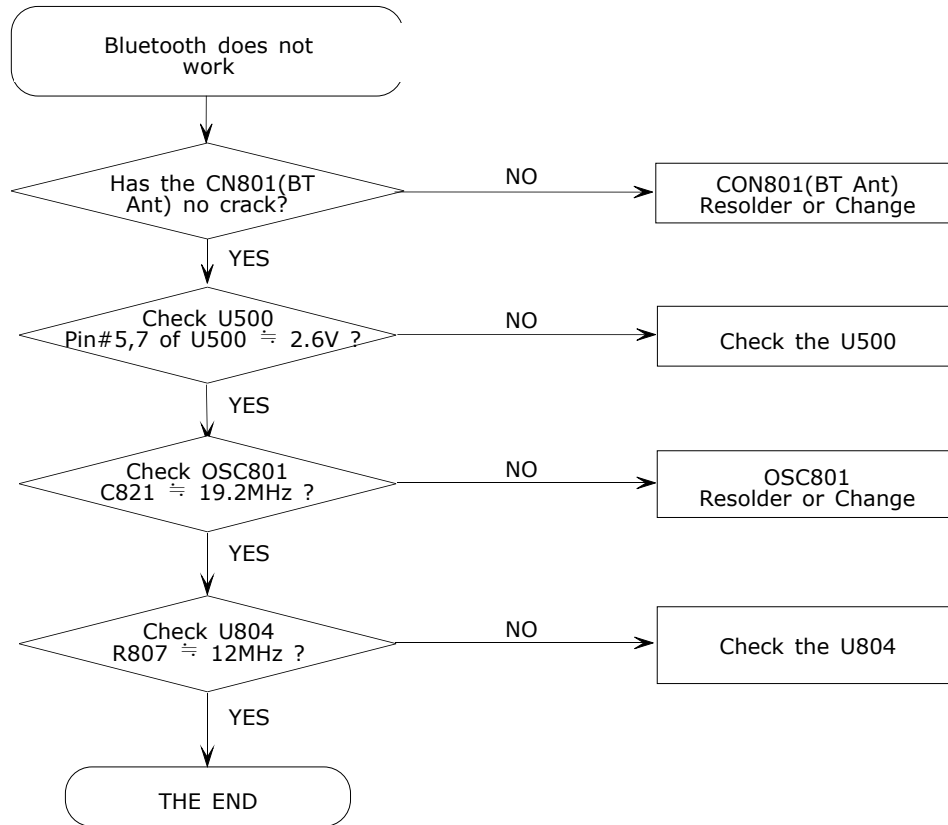 Bluetooth does not
work
Has the CN801(BT
Ant) no crack?
NO
CON801(BT Ant)
Resolder or Change
YES
Check U500
Pin#5,7 of U500 ≒ 2.6V ?
NO
Check the U500
YES
Check OSC801
C821 ≒ 19.2MHz ?
NO
OSC801
Resolder or Change
YES
Check U804
R807 ≒ 12MHz ?
NO
Check the U804
YES
THE END